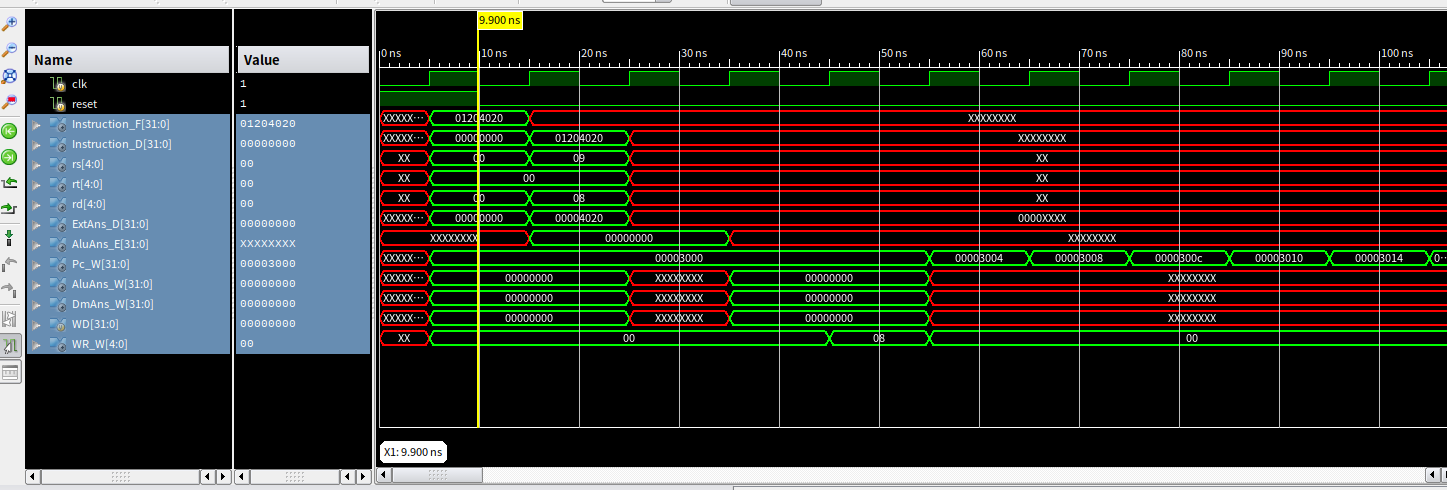 9.900 ns
0 ns 10 ns 20 ns 30 ns 40 ns 50 ns 60 ns 70 ns 80 ns 90 ns 100 ns
Name Value
clk 1
reset 1
Instruction_F[31:0] 01204020 XXXXX… 01204020 XXXXXXXX
Instruction_D[31:0] 00000000 XXXXX… 00000000 01204020 XXXXXXXX
rs[4:0] 00 XX 00 09 XX
rt[4:0] 00 XX 00 XX
rd[4:0] 00 XX 00 08 XX
ExtAns_D[31:0] 00000000 XXXXX… 00000000 00004020 0000XXXX
AluAns_E[31:0] XXXXXXXX XXXXXXXX 00000000 XXXXXXXX
Pc_W[31:0] 00003000 XXXXX… 00003000 00003004 00003008 0000300c 00003010 00003014 0…
AluAns_W[31:0] 00000000 XXXXX… 00000000 XXXXXXXX 00000000 XXXXXXXX
DmAns_W[31:0] 00000000 XXXXX… 00000000 XXXXXXXX 00000000 XXXXXXXX
WD[31:0] 00000000 XXXXX… 00000000 XXXXXXXX 00000000 XXXXXXXX
WR_W[4:0] 00 XX 00 08 00
X1: 9.900 ns